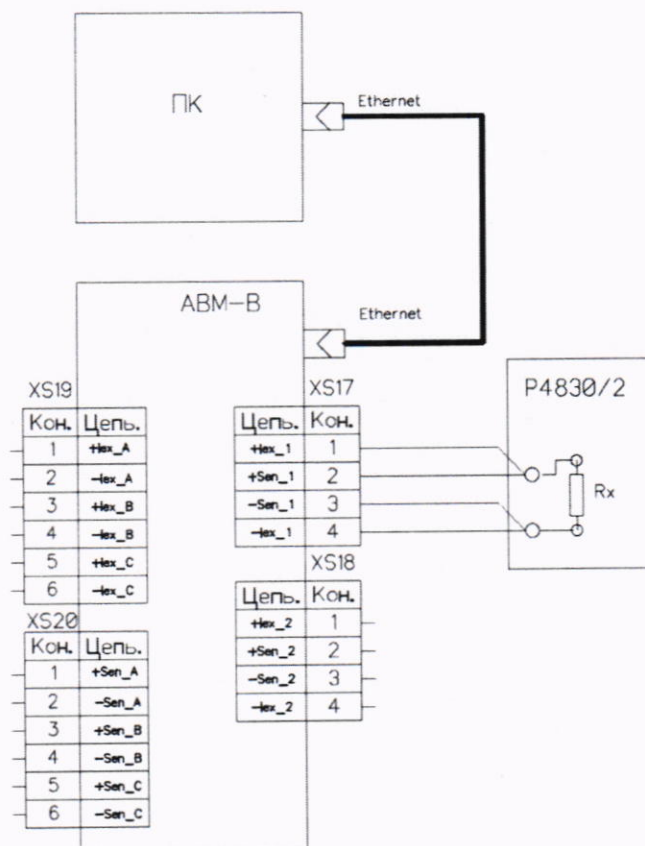 ПК
Ethernet
АВМ-В
Ethernet
XS19
Кон. Цепь.
1 +Iex_A
2 -Iex_A
3 +Iex_B
4 -Iex_B
5 +Iex_C
6 -Iex_C
XS20
Кон. Цепь.
1 +Sen_A
2 -Sen_A
3 +Sen_B
4 -Sen_B
5 +Sen_C
6 -Sen_C
XS17
Цепь. Кон.
+Iex_1 1
+Sen_1 2
-Sen_1 3
-Iex_1 4
XS18
Цепь. Кон.
+Iex_2 1
+Sen_2 2
-Sen_2 3
-Iex_2 4
Р4830/2
Rx